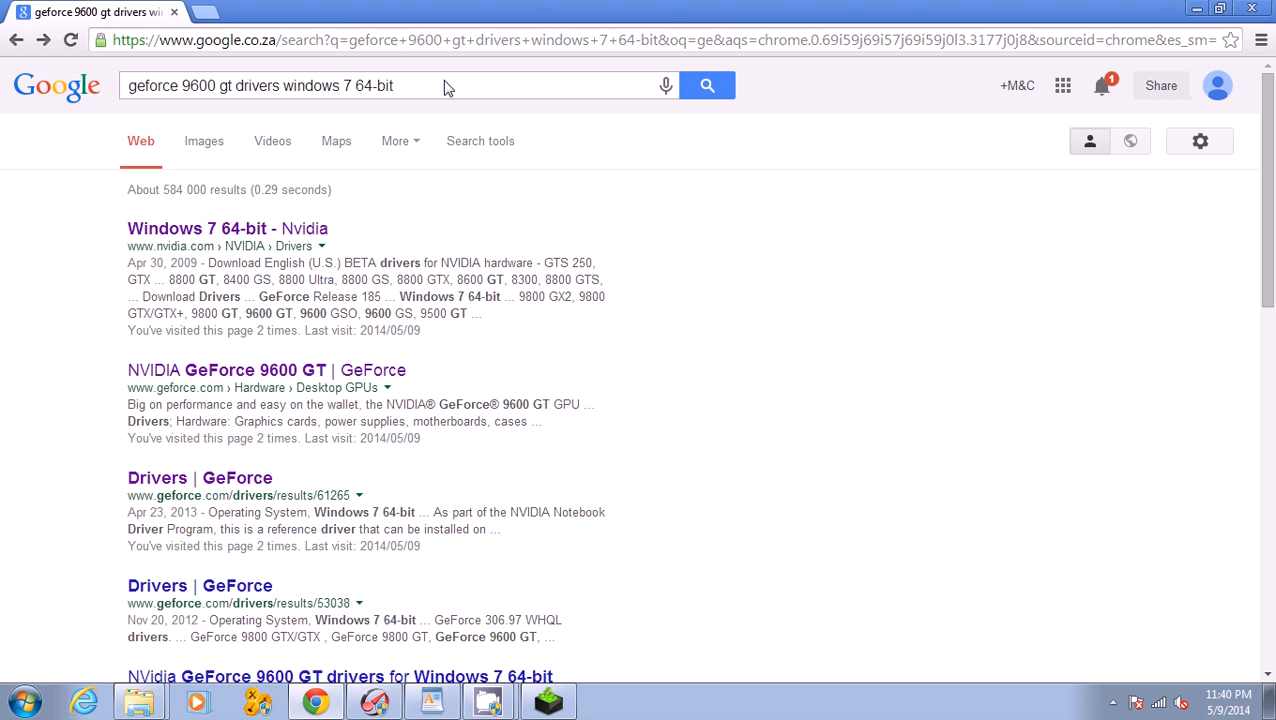 geforce 9600 gt drivers wi
https://www.google.co.za/search?q=geforce+9600+gt+drivers+windows+7+64-bit&oq=ge&aqs=chrome.0.69i59j69i57j69i59j0l3.3177j0j8&sourceid=chrome&es_sm=
Google
geforce 9600 gt drivers windows 7 64-bit
+M&C
1
Share
Web Images Videos Maps More Search tools
About 584 000 results (0.29 seconds)
Windows 7 64-bit - Nvidia
www.nvidia.com › NVIDIA › Drivers
Apr 30, 2009 - Download English (U.S.) BETA drivers for NVIDIA hardware - GTS 250,
GTX ... 8800 GT, 8400 GS, 8800 Ultra, 8800 GS, 8800 GTX, 8600 GT, 8300, 8800 GTS,
... Download Drivers ... GeForce Release 185 ... Windows 7 64-bit ... 9800 GX2, 9800
GTX/GTX+, 9800 GT, 9600 GT, 9600 GSO, 9600 GS, 9500 GT ...
You've visited this page 2 times. Last visit: 2014/05/09
NVIDIA GeForce 9600 GT | GeForce
www.geforce.com › Hardware › Desktop GPUs
Big on performance and easy on the wallet, the NVIDIA® GeForce® 9600 GT GPU ...
Drivers; Hardware: Graphics cards, power supplies, motherboards, cases ...
You've visited this page 2 times. Last visit: 2014/05/09
Drivers | GeForce
www.geforce.com/drivers/results/61265
Apr 23, 2013 - Operating System, Windows 7 64-bit ... As part of the NVIDIA Notebook
Driver Program, this is a reference driver that can be installed on ...
You've visited this page 2 times. Last visit: 2014/05/09
Drivers | GeForce
www.geforce.com/drivers/results/53038
Nov 20, 2012 - Operating System, Windows 7 64-bit ... GeForce 306.97 WHQL
drivers. ... GeForce 9800 GTX/GTX , GeForce 9800 GT, GeForce 9600 GT, ...
NVidia GeForce 9600 GT drivers for Windows 7 64-bit
11:40 PM
5/9/2014